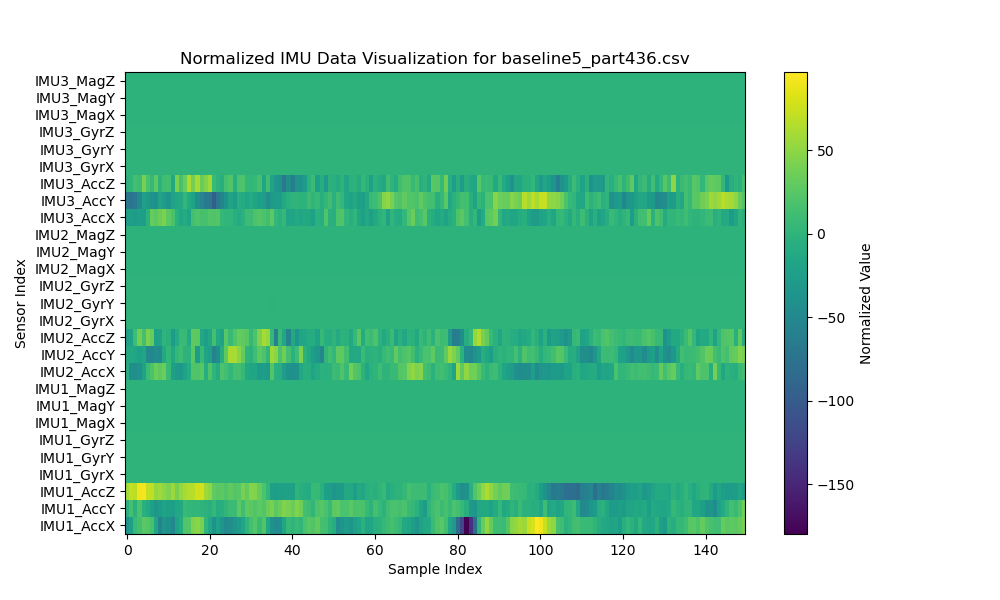 Normalized IMU Data Visualization for baseline5_part436.csv
IMU3_MagZ
IMU3_MagY
IMU3_MagX
IMU3_GyrZ
IMU3_GyrY
IMU3_GyrX
IMU3_AccZ
IMU3_AccY
IMU3_AccX
IMU2_MagZ
IMU2_MagY
IMU2_MagX
IMU2_GyrZ
IMU2_GyrY
IMU2_GyrX
IMU2_AccZ
IMU2_AccY
IMU2_AccX
IMU1_MagZ
IMU1_MagY
IMU1_MagX
IMU1_GyrZ
IMU1_GyrY
IMU1_GyrX
IMU1_AccZ
IMU1_AccY
IMU1_AccX
Sensor Index
0 20 40 60 80 100 120 140
Sample Index
50
0
−50
−100
−150
Normalized Value